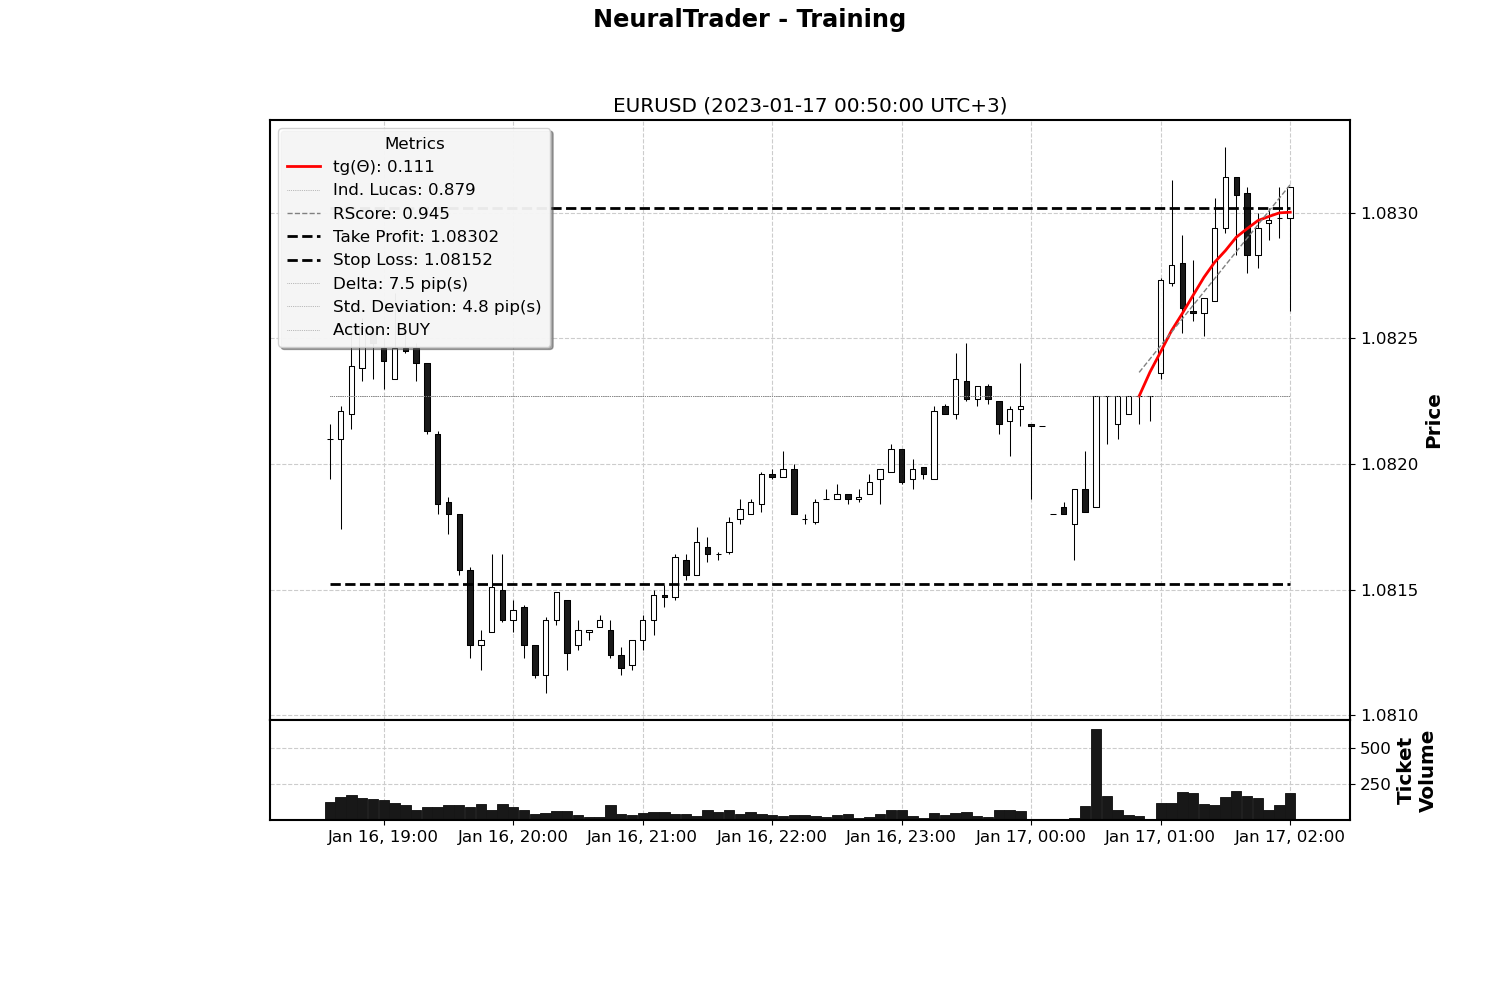 NeuralTrader - Training
EURUSD (2023-01-17 00:50:00 UTC+3)
Metrics
tg(Θ): 0.111
Ind. Lucas: 0.879
RScore: 0.945
Take Profit: 1.08302
Stop Loss: 1.08152
Delta: 7.5 pip(s)
Std. Deviation: 4.8 pip(s)
Action: BUY
1.0830
1.0825
1.0820
1.0815
1.0810
Price
500
250
Ticket
Volume
Jan 16, 19:00
Jan 16, 20:00
Jan 16, 21:00
Jan 16, 22:00
Jan 16, 23:00
Jan 17, 00:00
Jan 17, 01:00
Jan 17, 02:00